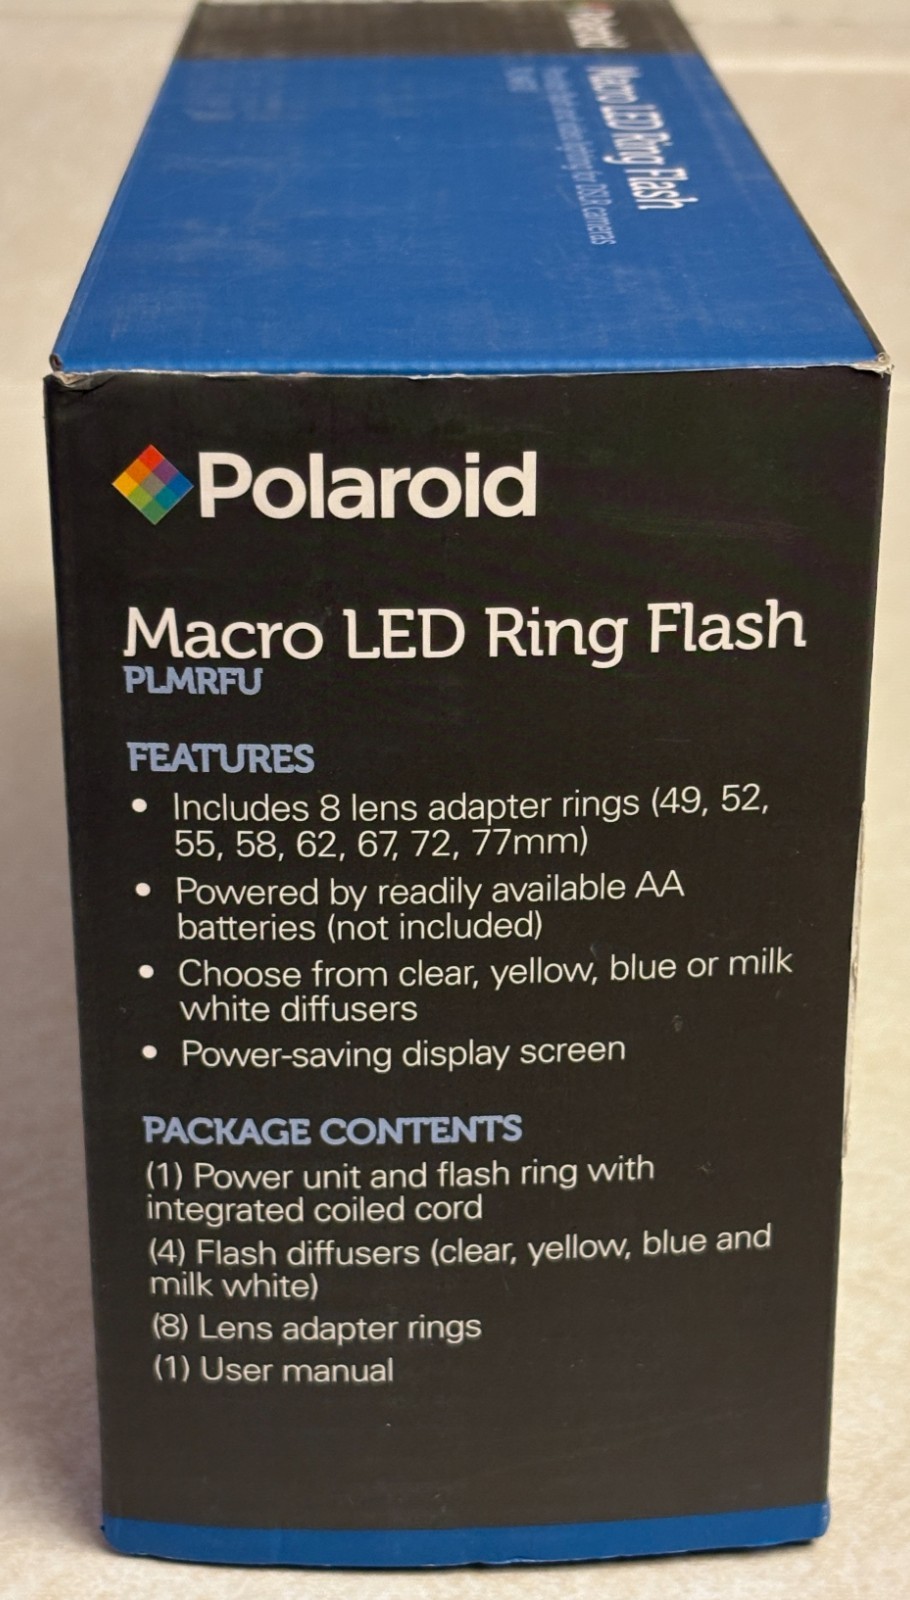 Polaroid
Macro LED Ring Flash
for DSLR cameras
Polaroid
Macro LED Ring Flash
PLMRFU
FEATURES
• Includes 8 lens adapter rings (49, 52,
55, 58, 62, 67, 72, 77mm)
• Powered by readily available AA
batteries (not included)
• Choose from clear, yellow, blue or milk
white diffusers
• Power-saving display screen
PACKAGE CONTENTS
(1) Power unit and flash ring with
integrated coiled cord
(4) Flash diffusers (clear, yellow, blue and
milk white)
(8) Lens adapter rings
(1) User manual